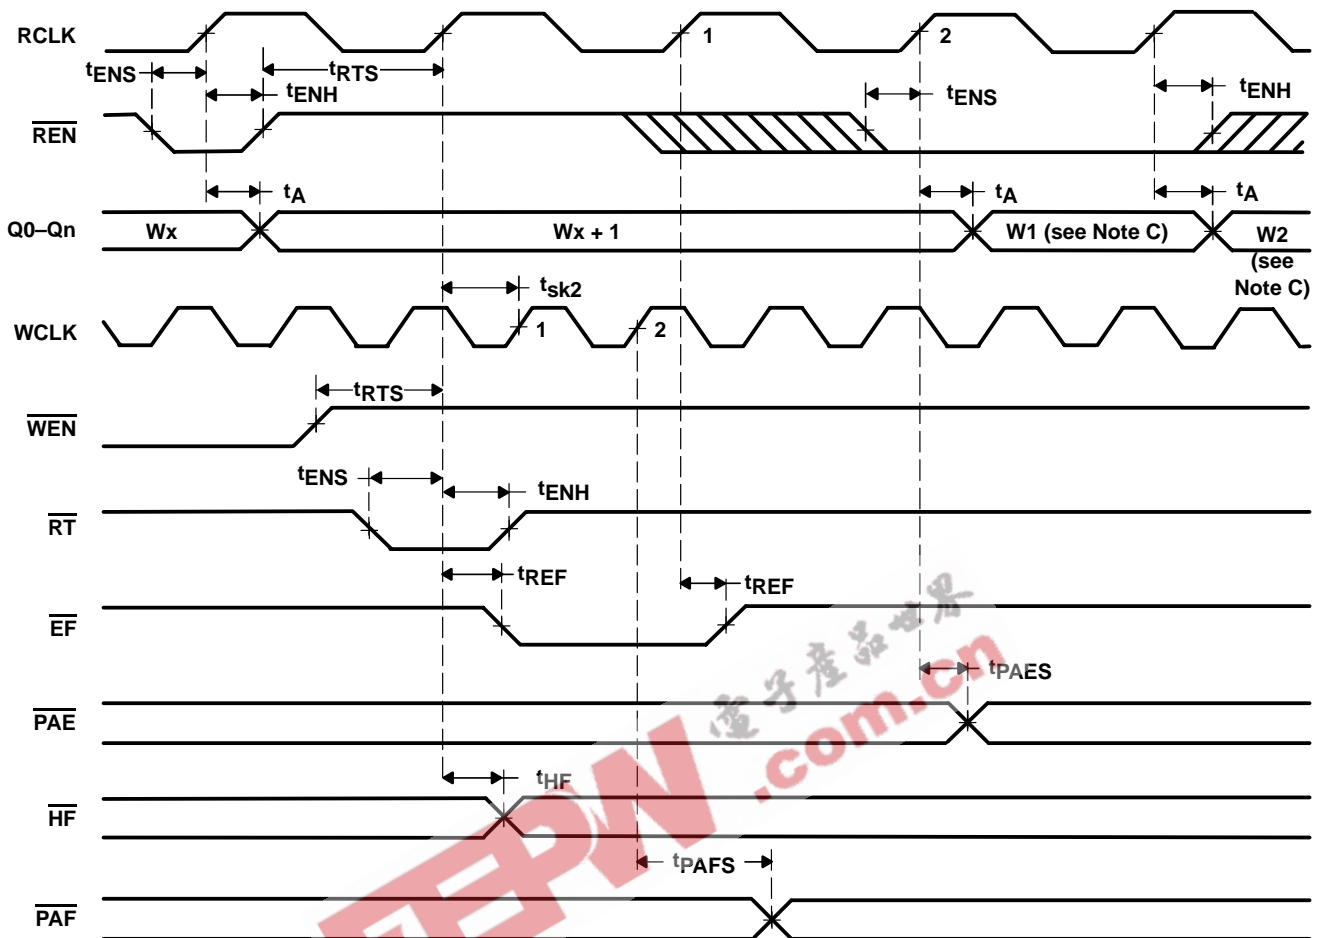 RCLK
1
2
tENS
tRTS
tENH
tENS
tENH
REN
tA
tA
tA
Q0–Qn
Wx
Wx + 1
W1 (see Note C)
W2
(see
Note C)
tsk2
WCLK
1
2
tRTS
WEN
tENS
tENH
RT
tREF
tREF
EF
tPAES
PAE
tHF
HF
tPAFS
PAF
電子產品世界
EEPW
.com.cn